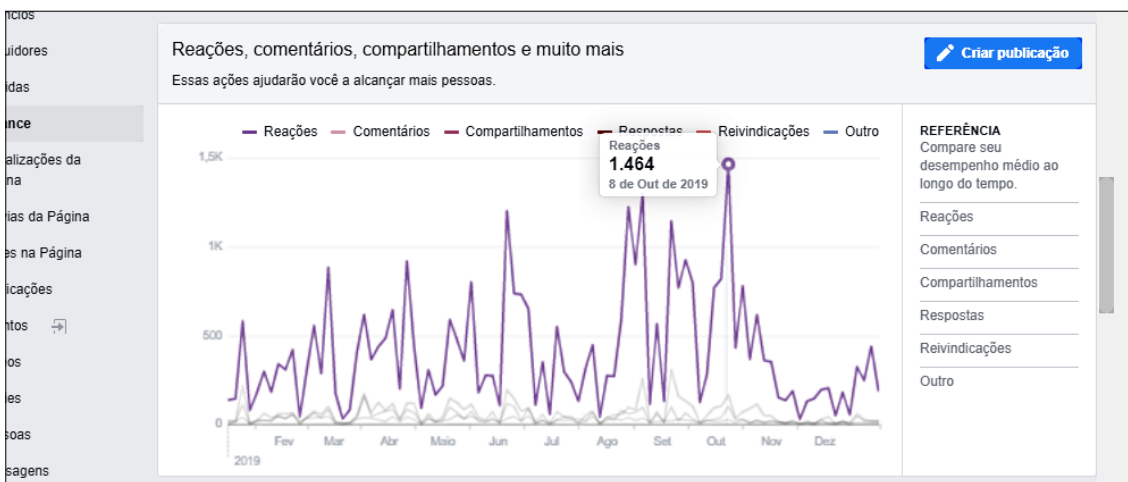 Reações, comentários, compartilhamentos e muito mais
Essas ações ajudarão você a alcançar mais pessoas.
Criar publicação
uidores
idas
ance
alizações da
na
rias da Página
es na Página
icações
ntos
os
es
soas
sagens
Reações Comentários Compartilhamentos Respostas Reivindicações Outro
Reações
1.464
8 de Out de 2019
1,5K
1K
500
0
Fev Mar Abr Maio Jun Jul Ago Set Out Nov Dez
2019
REFERÊNCIA
Compare seu
desempenho médio ao
longo do tempo.
Reações
Comentários
Compartilhamentos
Respostas
Reivindicações
Outro